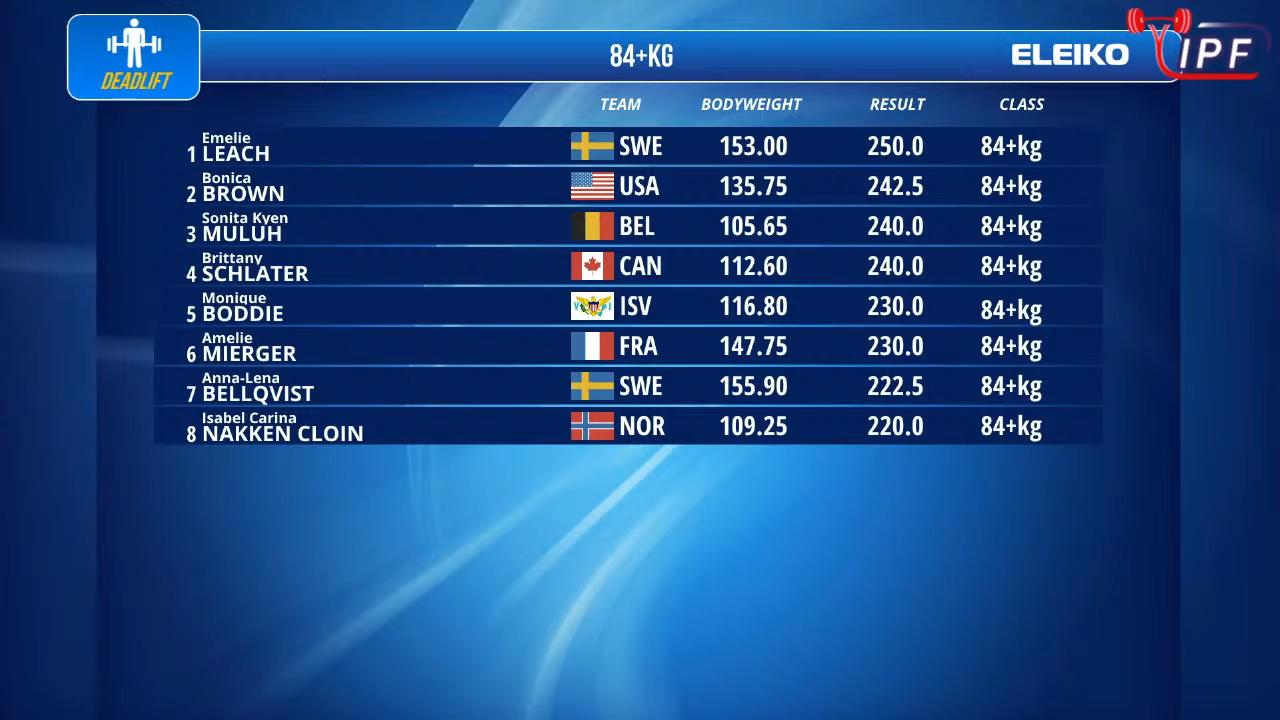 DEADLIFT
84+KG
ELEIKO
IPF
TEAM BODYWEIGHT RESULT CLASS
Emelie
1 LEACH SWE 153.00 250.0 84+kg
Bonica
2 BROWN USA 135.75 242.5 84+kg
Sonita Kyen
3 MULUH BEL 105.65 240.0 84+kg
Brittany
4 SCHLATER CAN 112.60 240.0 84+kg
Monique
5 BODDIE ISV 116.80 230.0 84+kg
Amelie
6 MIERGER FRA 147.75 230.0 84+kg
Anna-Lena
7 BELLQVIST SWE 155.90 222.5 84+kg
Isabel Carina
8 NAKKEN CLOIN NOR 109.25 220.0 84+kg